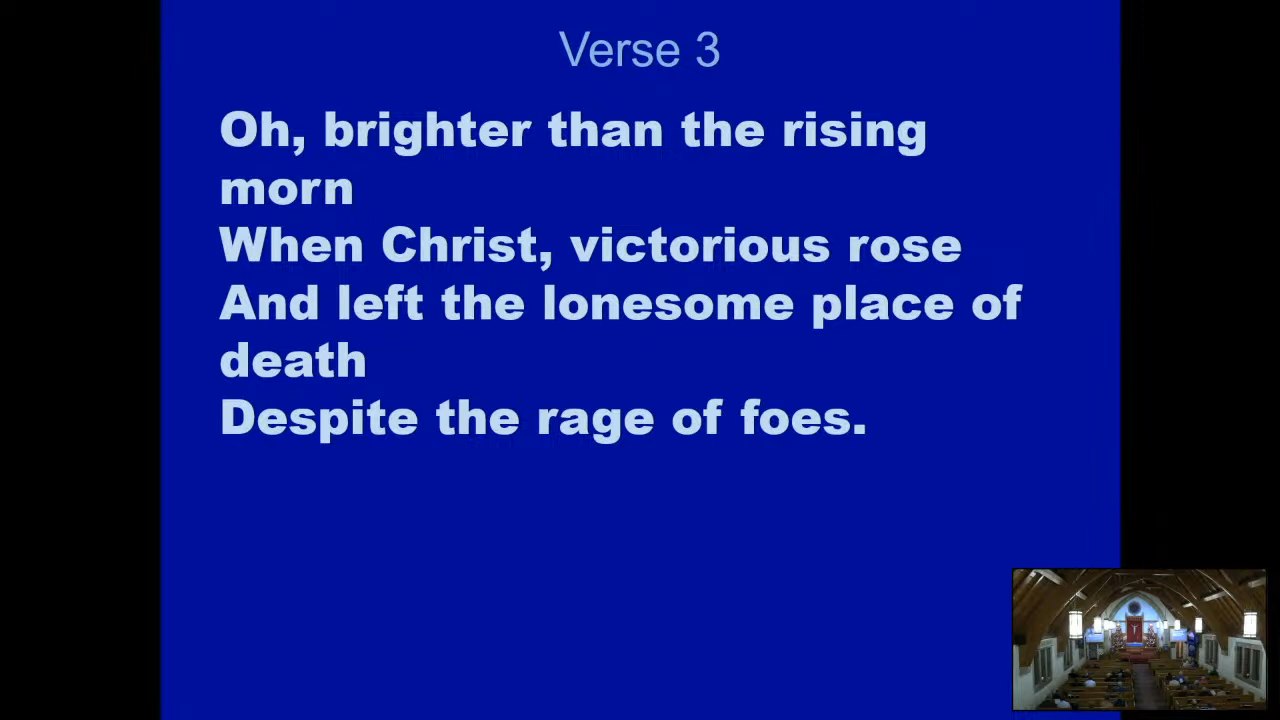 Verse 3
Oh, brighter than the rising
morn
When Christ, victorious rose
And left the lonesome place of
death
Despite the rage of foes.